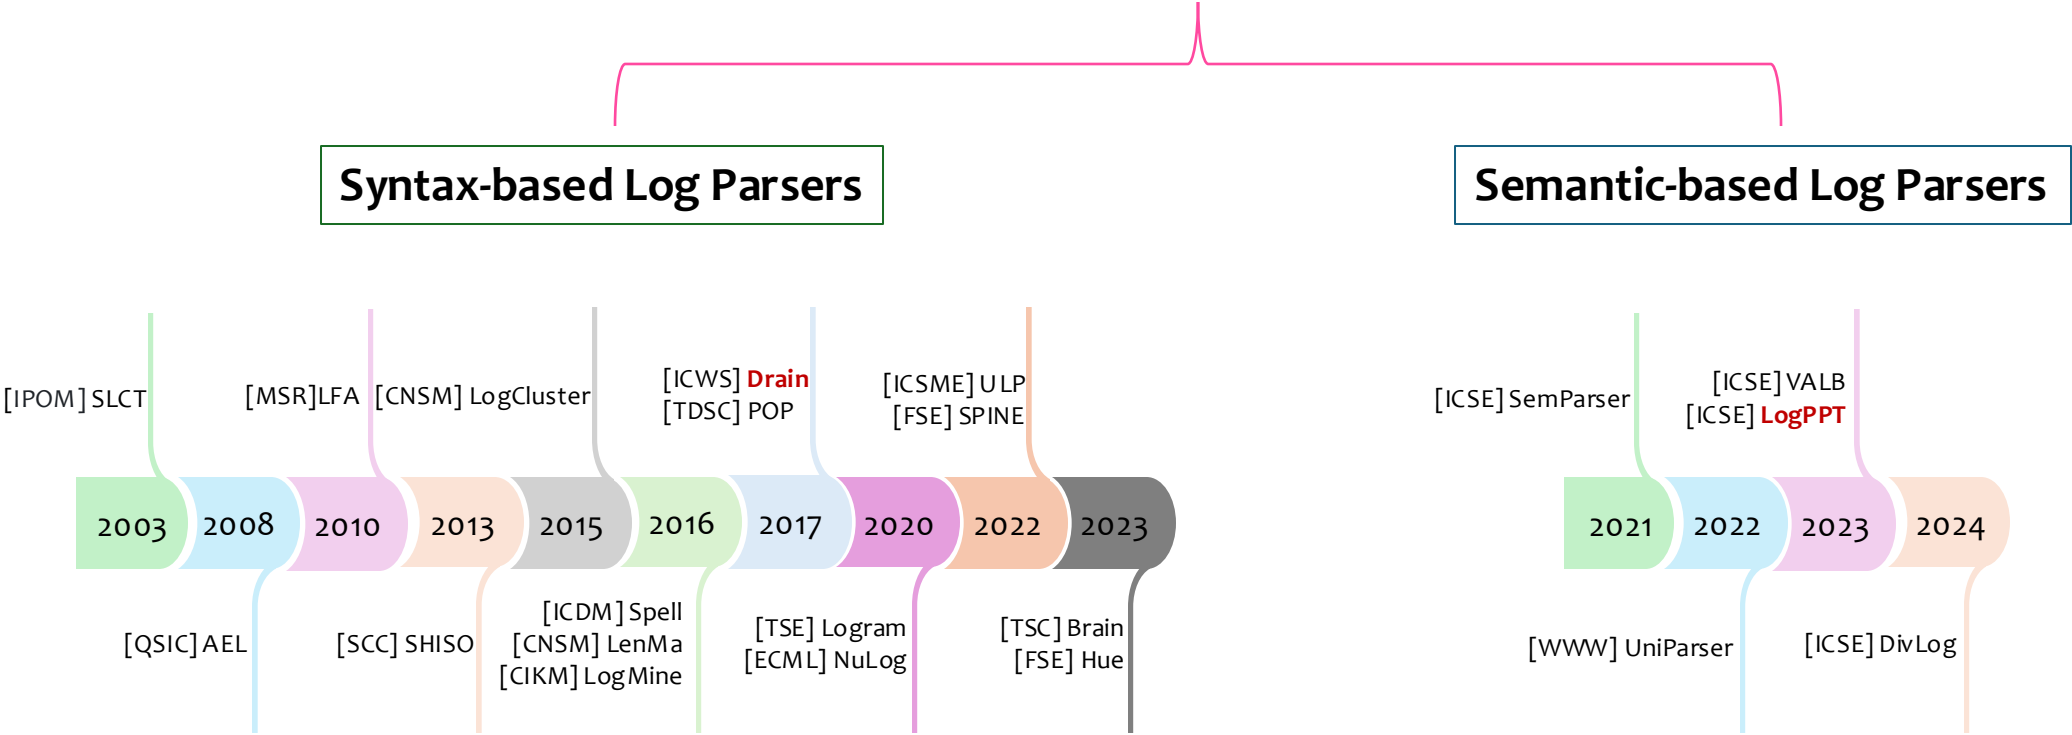 Syntax-based Log Parsers
Semantic-based Log Parsers
[IPOM] SLCT
[MSR]LFA
[CNSM] LogCluster
[ICWS] Drain
[TDSC] POP
[ICSME] ULP
[FSE] SPINE
2003
2008
2010
2013
2015
2016
2017
2020
2022
2023
[QSIC] AEL
[SCC] SHISO
[ICDM] Spell
[CNSM] LenMa
[CIKM] LogMine
[TSE] Logram
[ECML] NuLog
[TSC] Brain
[FSE] Hue
[ICSE] SemParser
[ICSE] VALB
[ICSE] LogPPT
2021
2022
2023
2024
[WWW] UniParser
[ICSE] DivLog